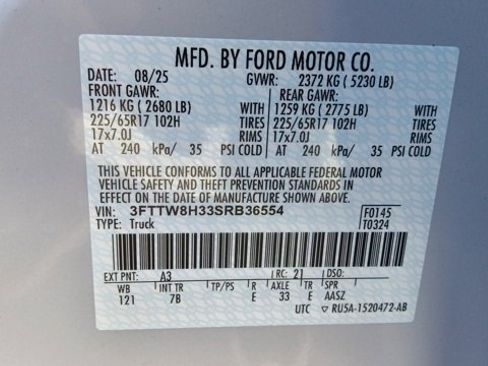 MFD. BY FORD MOTOR CO.
DATE: 08/25 GVWR: 2372 KG ( 5230 LB)
FRONT GAWR: REAR GAWR:
1216 KG ( 2680 LB) WITH 1259 KG ( 2775 LB) WITH
225/65R17 102H TIRES 225/65R17 102H TIRES
17x7.0J RIMS 17x7.0J RIMS
AT 240 kPa/ 35 PSI COLD AT 240 kPa/ 35 PSI COLD
THIS VEHICLE CONFORMS TO ALL APPLICABLE FEDERAL MOTOR
VEHICLE SAFETY AND THEFT PREVENTION STANDARDS IN
EFFECT ON THE DATE OF MANUFACTURE SHOWN ABOVE.
VIN: 3FTTW8H33SRB36554 F0145
TYPE: Truck T0324
EXT PNT: A3 RC: 21 DSO:
WB INT TR TP/PS R AXLE TR SPR
121 7B E 33 E AASZ
UTC ▽ RU5A-1520472-AB